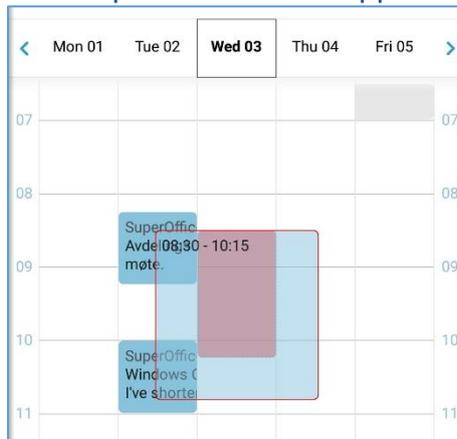 Mon 01 Tue 02 Wed 03 Thu 04 Fri 05
07 07
08 08
SuperOffic
08:30 - 10:15
møte.
09 09
10 10
SuperOffic
Windows
I've shorte
11 11